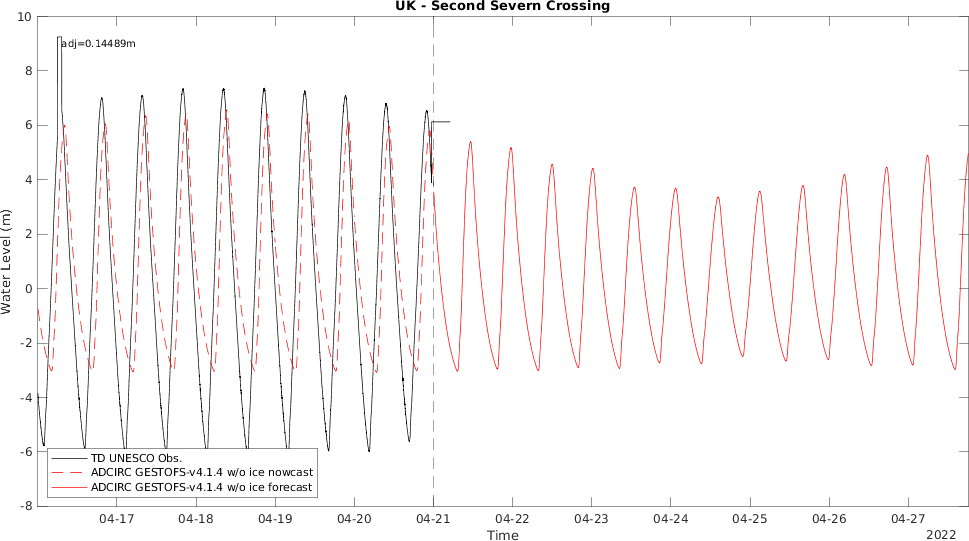 UK - Second Severn Crossing
10
adj=0.14489m
8
6
4
2
0
-2
-4
-6
-8
Water Level (m)
TD UNESCO Obs.
ADCIRC GESTOFS-v4.1.4 w/o ice nowcast
ADCIRC GESTOFS-v4.1.4 w/o ice forecast
04-17 04-18 04-19 04-20 04-21 04-22 04-23 04-24 04-25 04-26 04-27
Time
2022